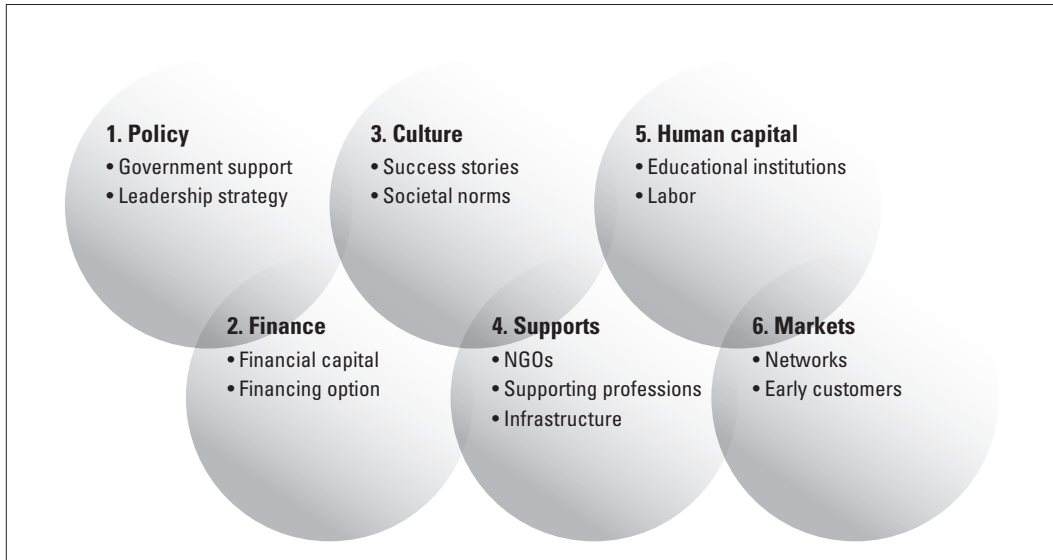 1. Policy
• Government support
• Leadership strategy
2. Finance
• Financial capital
• Financing option
3. Culture
• Success stories
• Societal norms
4. Supports
• NGOs
• Supporting professions
• Infrastructure
5. Human capital
• Educational institutions
• Labor
6. Markets
• Networks
• Early customers